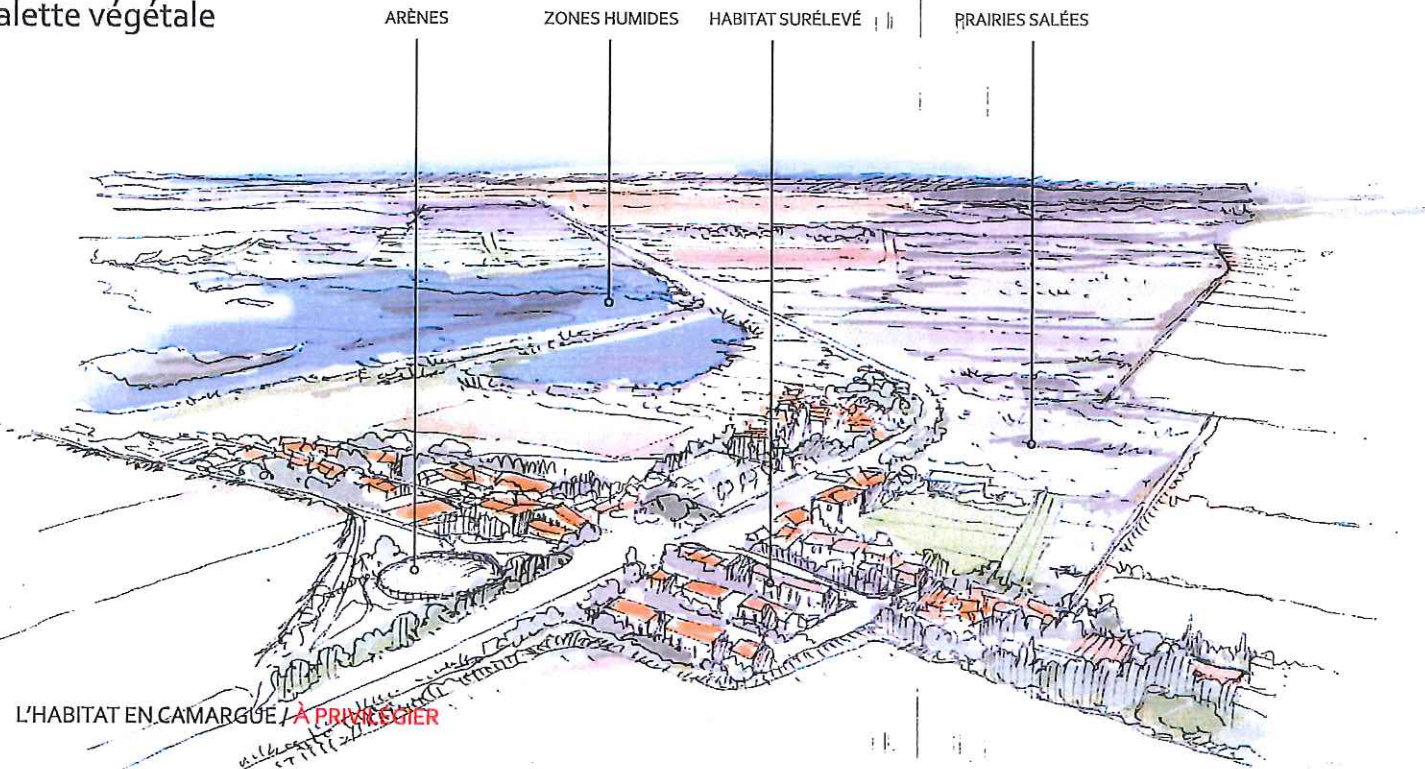 alette végétale
ARÈNES
ZONES HUMIDES
HABITAT SURÉLEVÉ
PRAIRIES SALÉES
L'HABITAT EN CAMARGUE / À PRIVILÉGIER